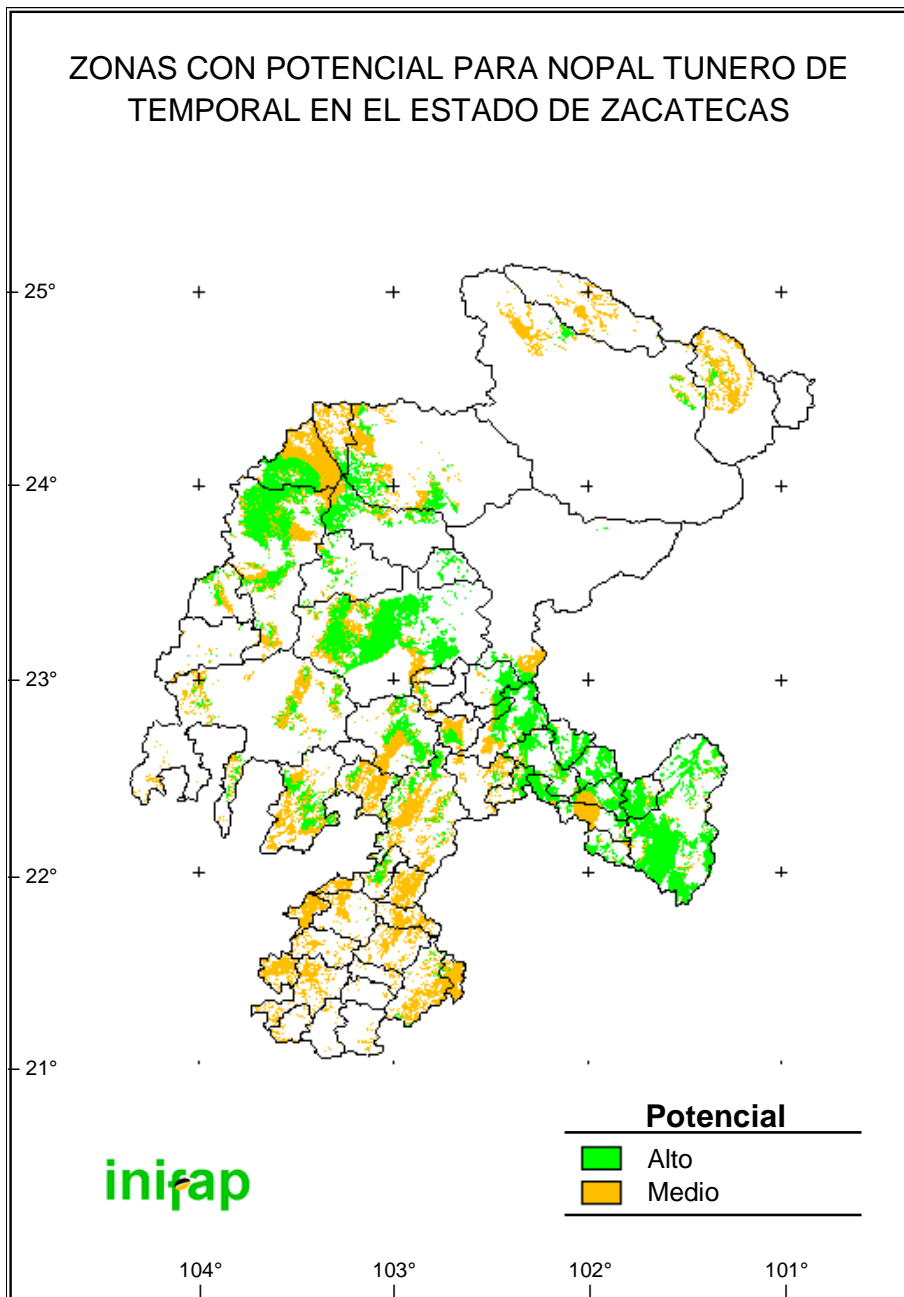 ZONAS CON POTENCIAL PARA NOPAL TUNERO DE
TEMPORAL EN EL ESTADO DE ZACATECAS
25°
24°
23°
22°
21°
Potencial
Alto
Medio
inifap
104°
103°
102°
101°